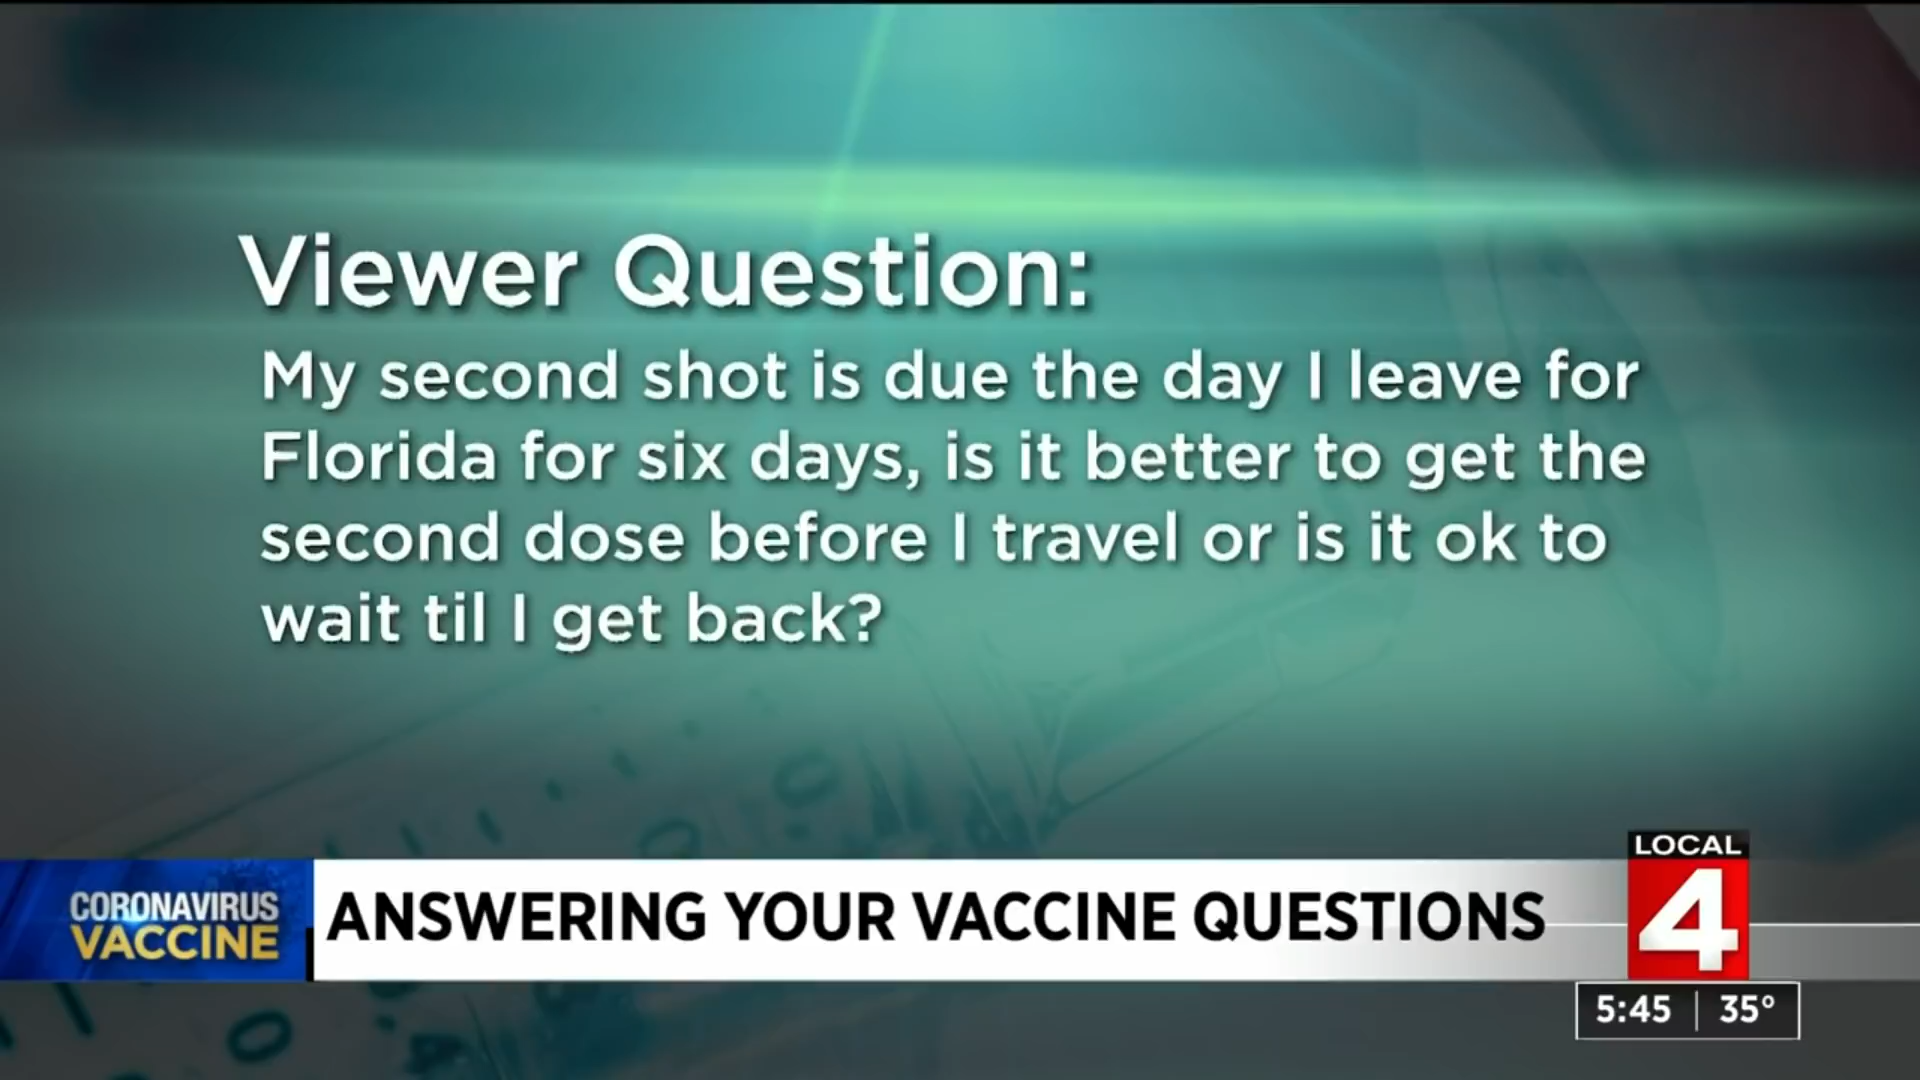 Viewer Question:
My second shot is due the day I leave for
Florida for six days, is it better to get the
second dose before I travel or is it ok to
wait til I get back?
LOCAL
4
CORONAVIRUS
VACCINE
ANSWERING YOUR VACCINE QUESTIONS
5:45 | 35°